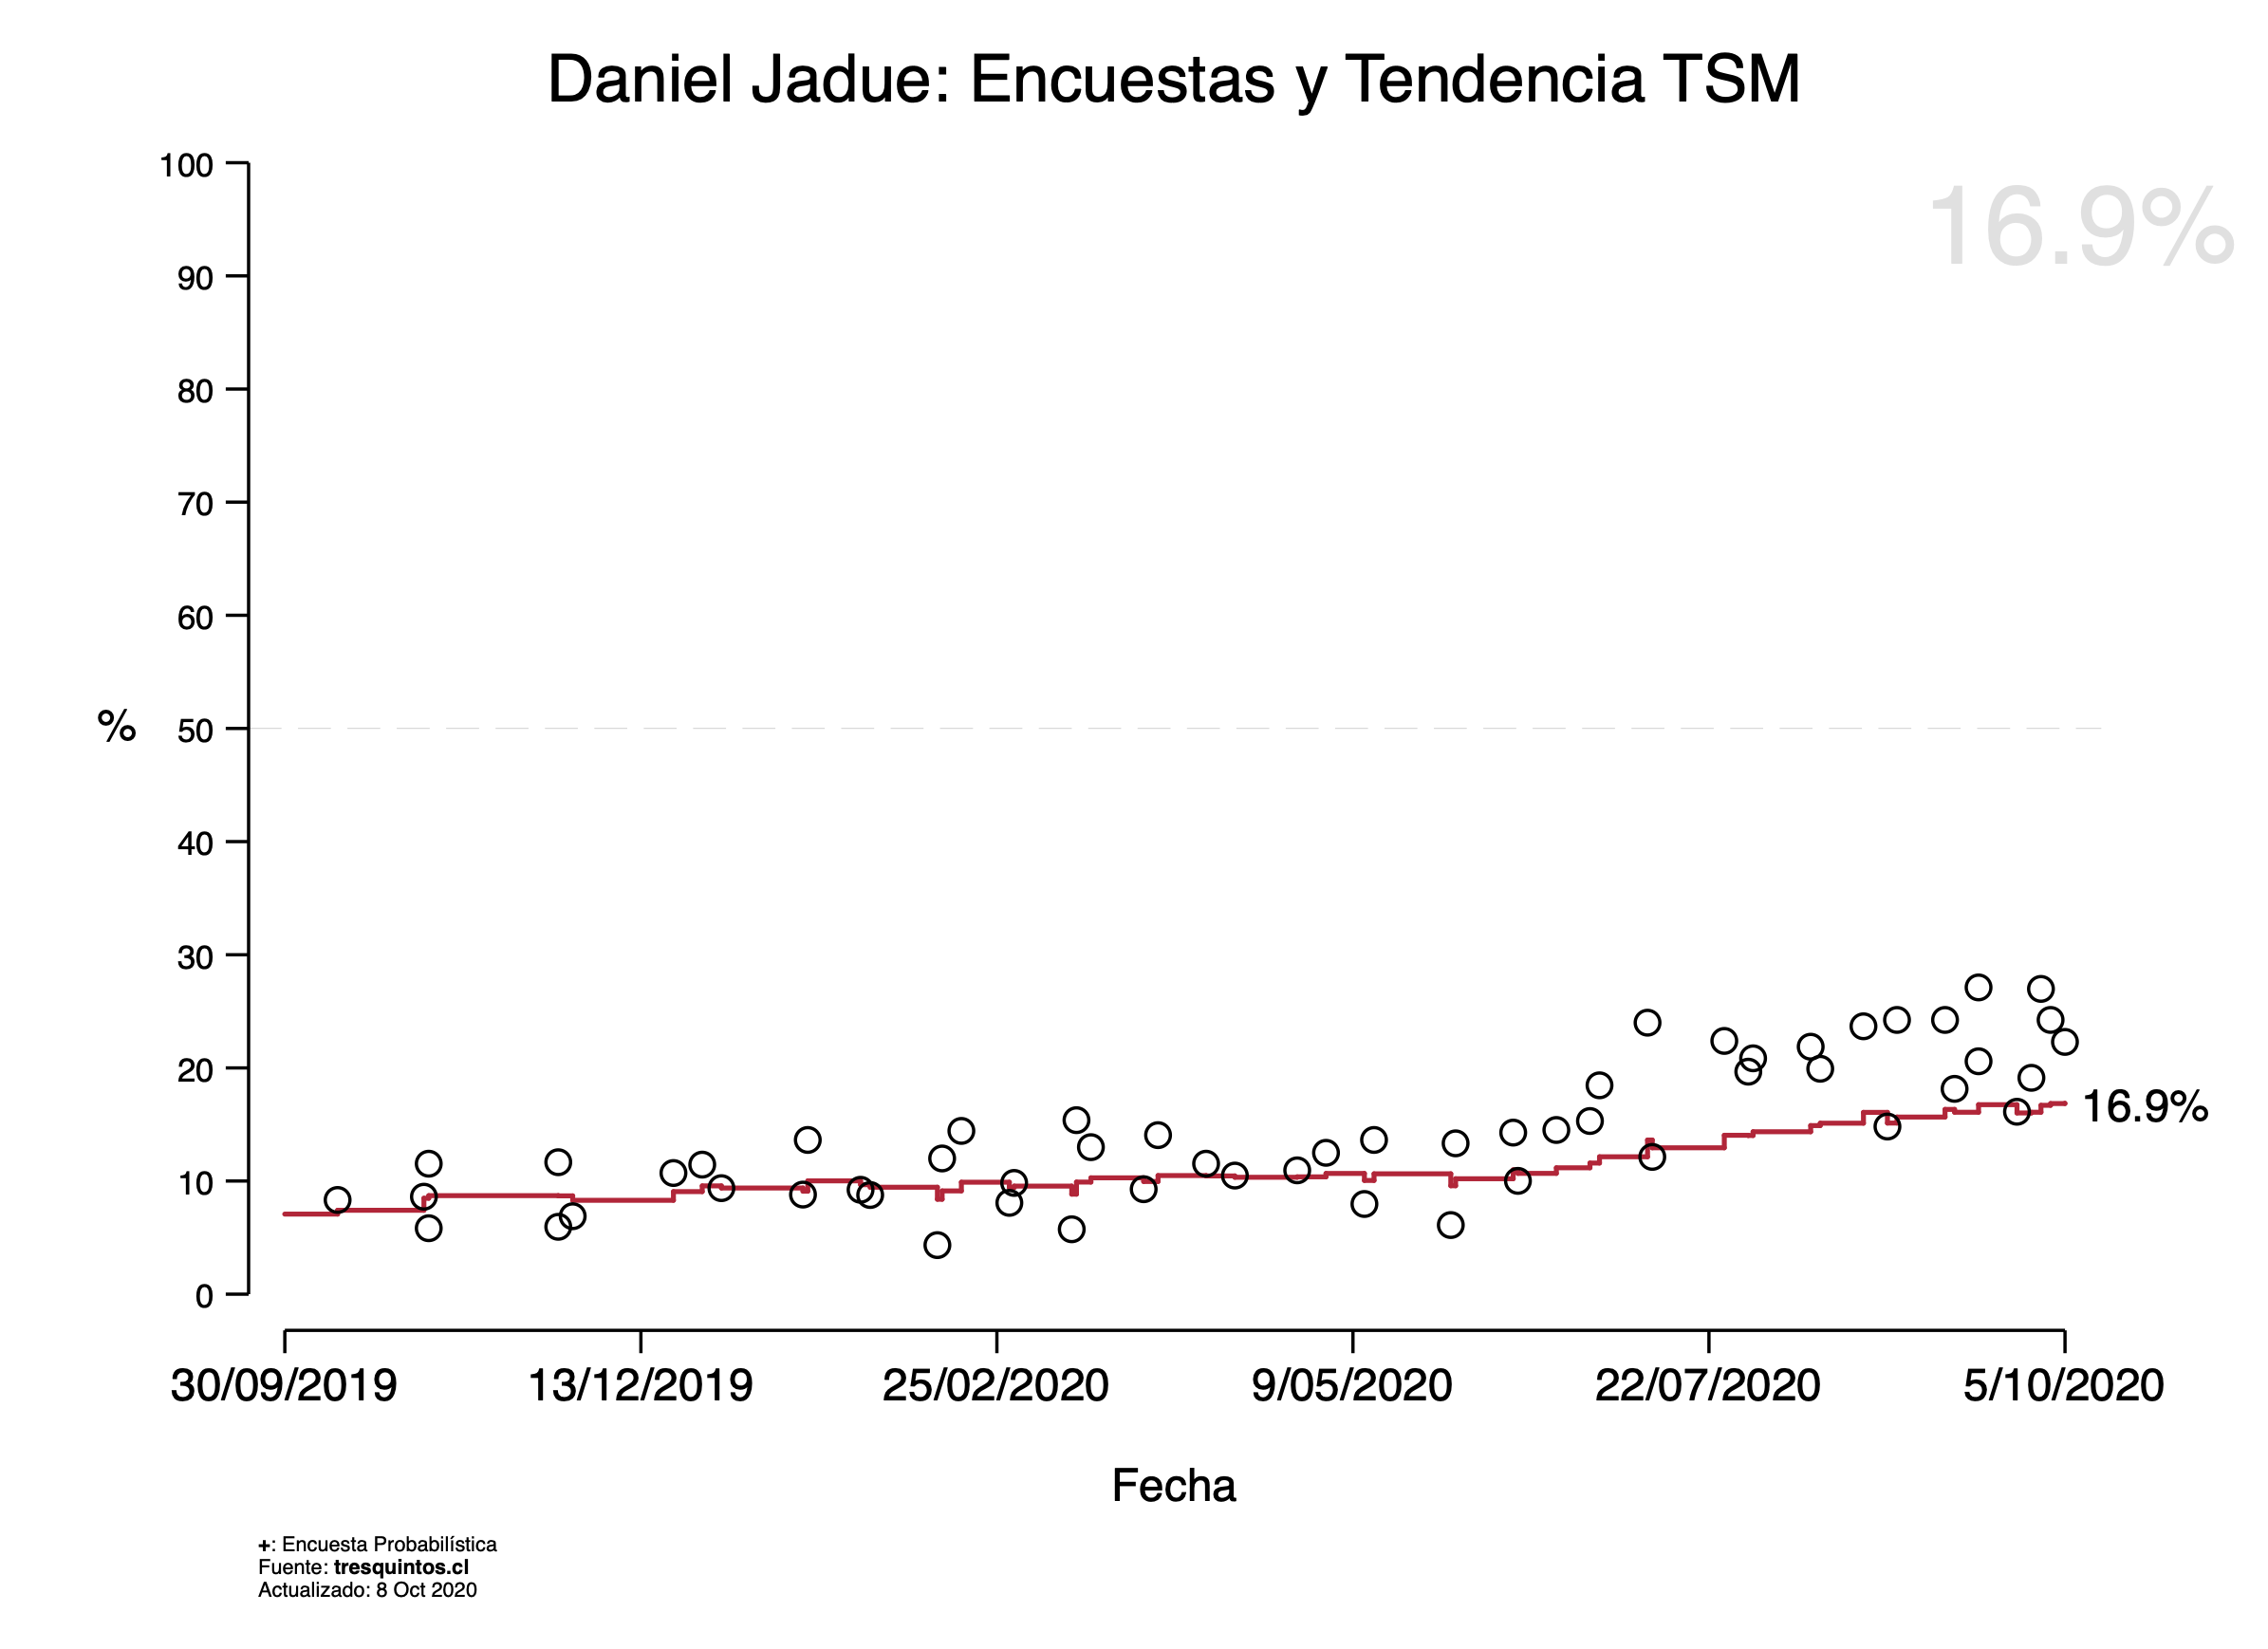 Daniel Jadue: Encuestas y Tendencia TSM
16.9%
100
90
80
70
60
% 50
40
30
20
10
0
16.9%
30/09/2019 13/12/2019 25/02/2020 9/05/2020 22/07/2020 5/10/2020
Fecha
+: Encuesta Probabilística
Fuente: tresquintos.cl
Actualizado: 8 Oct 2020